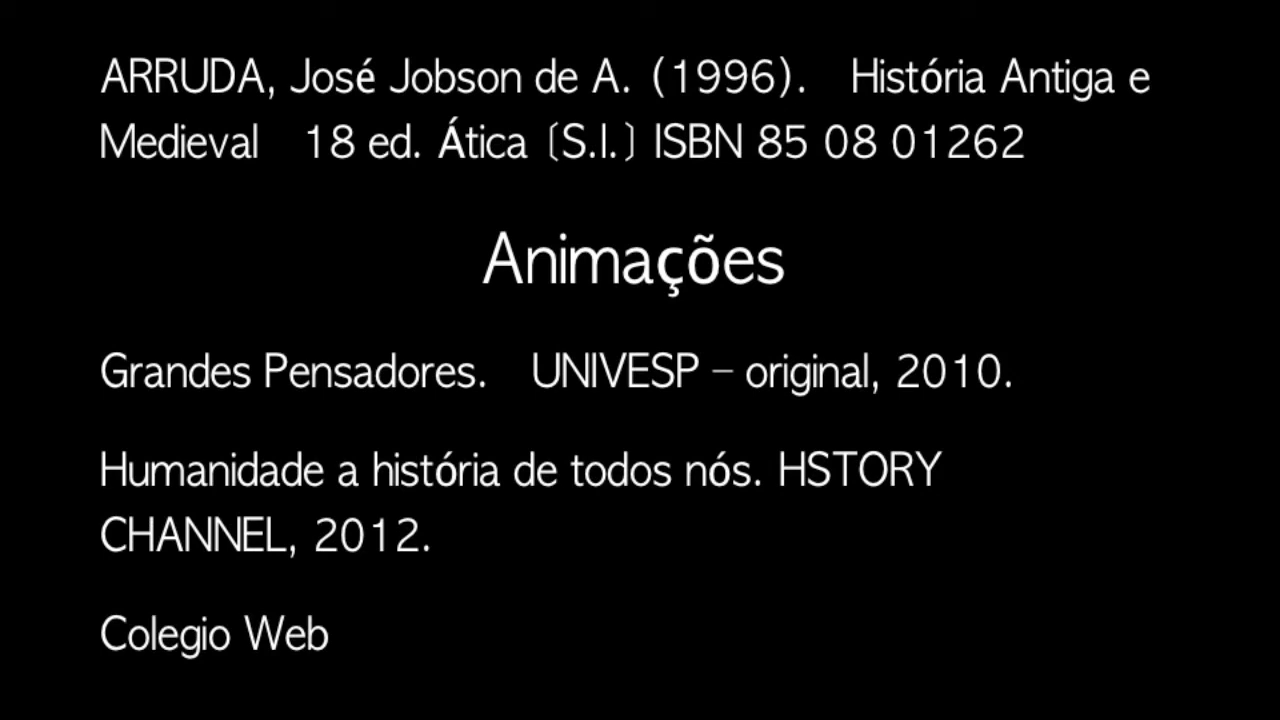 ARRUDA, José Jobson de A. (1996). História Antiga e
Medieval 18 ed. Ática [S.l.] ISBN 85 08 01262
Animações
Grandes Pensadores. UNIVESP – original, 2010.
Humanidade a história de todos nós. HSTORY
CHANNEL, 2012.
Colegio Web